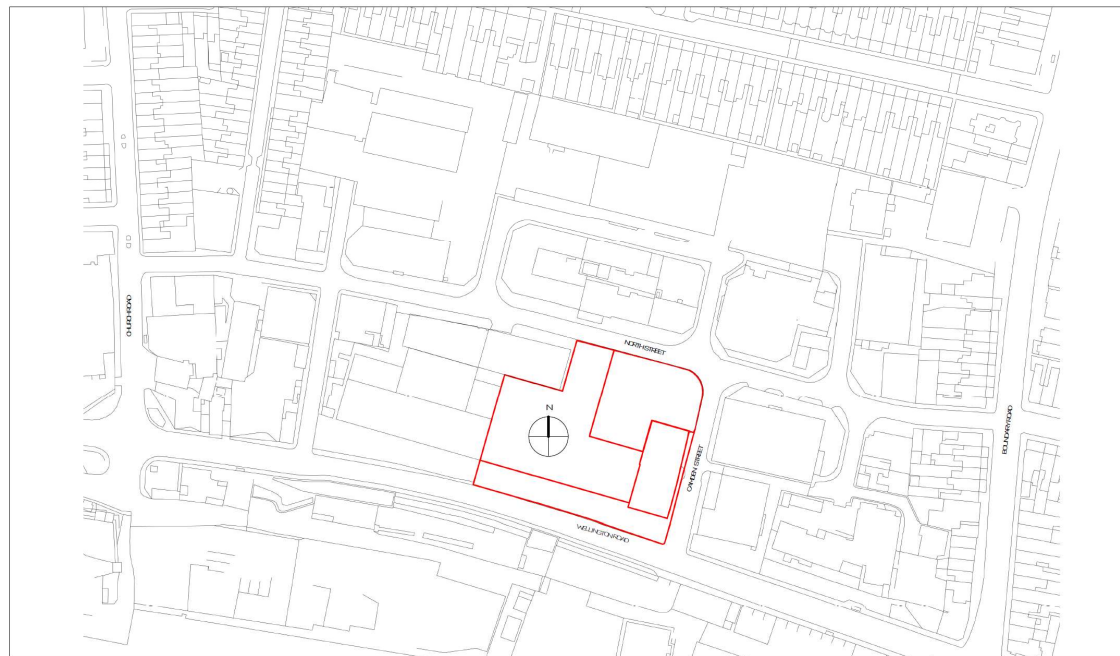 NORTH STREET
CHURCH ROAD
N
BOUNDARY ROAD
CAMDEN STREET
WELLINGTON ROAD